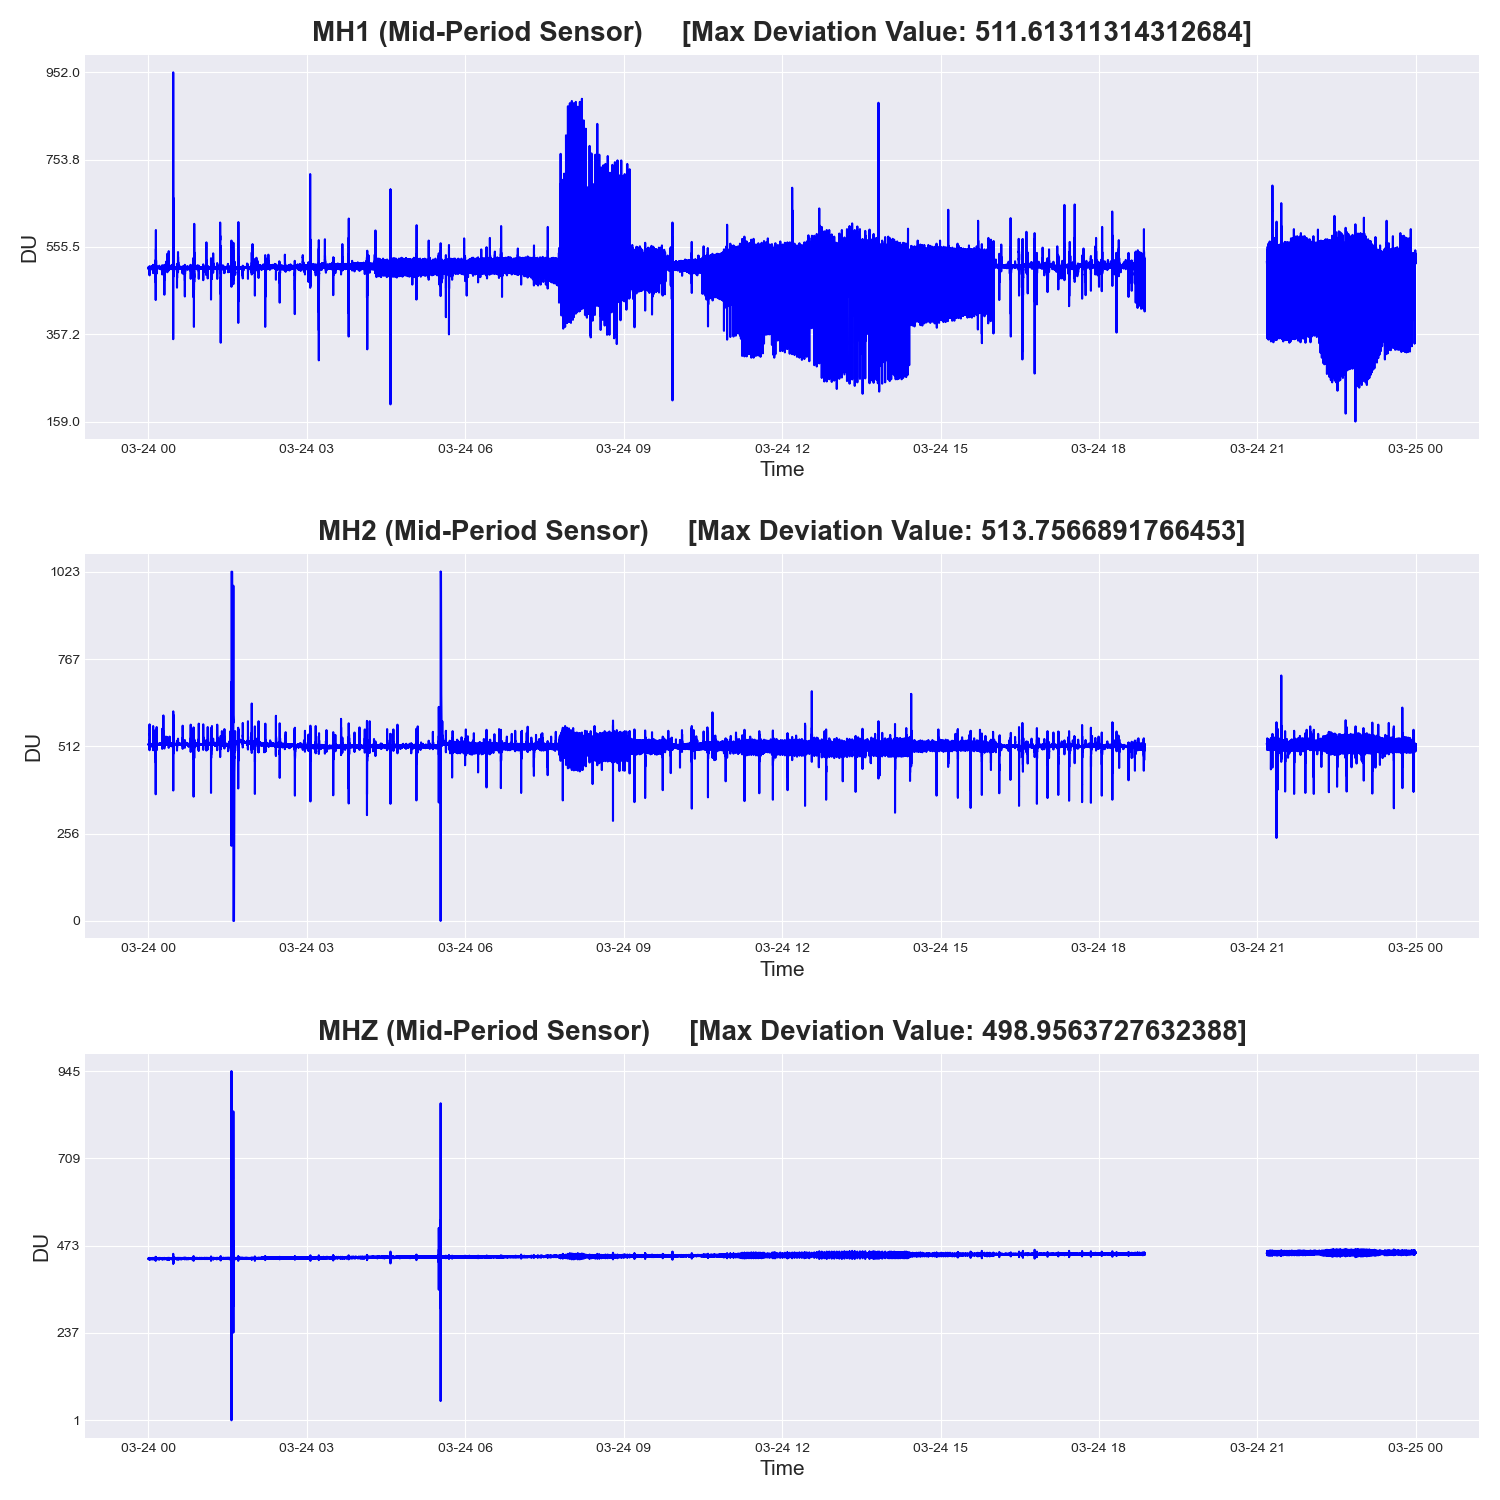 MH1 (Mid-Period Sensor) [Max Deviation Value: 511.61311314312684]
952.0
753.8
555.5
357.2
159.0
DU
03-24 00 03-24 03 03-24 06 03-24 09 03-24 12 03-24 15 03-24 18 03-24 21 03-25 00
Time
MH2 (Mid-Period Sensor) [Max Deviation Value: 513.7566891766453]
1023
767
512
256
0
DU
03-24 00 03-24 03 03-24 06 03-24 09 03-24 12 03-24 15 03-24 18 03-24 21 03-25 00
Time
MHZ (Mid-Period Sensor) [Max Deviation Value: 498.9563727632388]
945
709
473
237
1
DU
03-24 00 03-24 03 03-24 06 03-24 09 03-24 12 03-24 15 03-24 18 03-24 21 03-25 00
Time